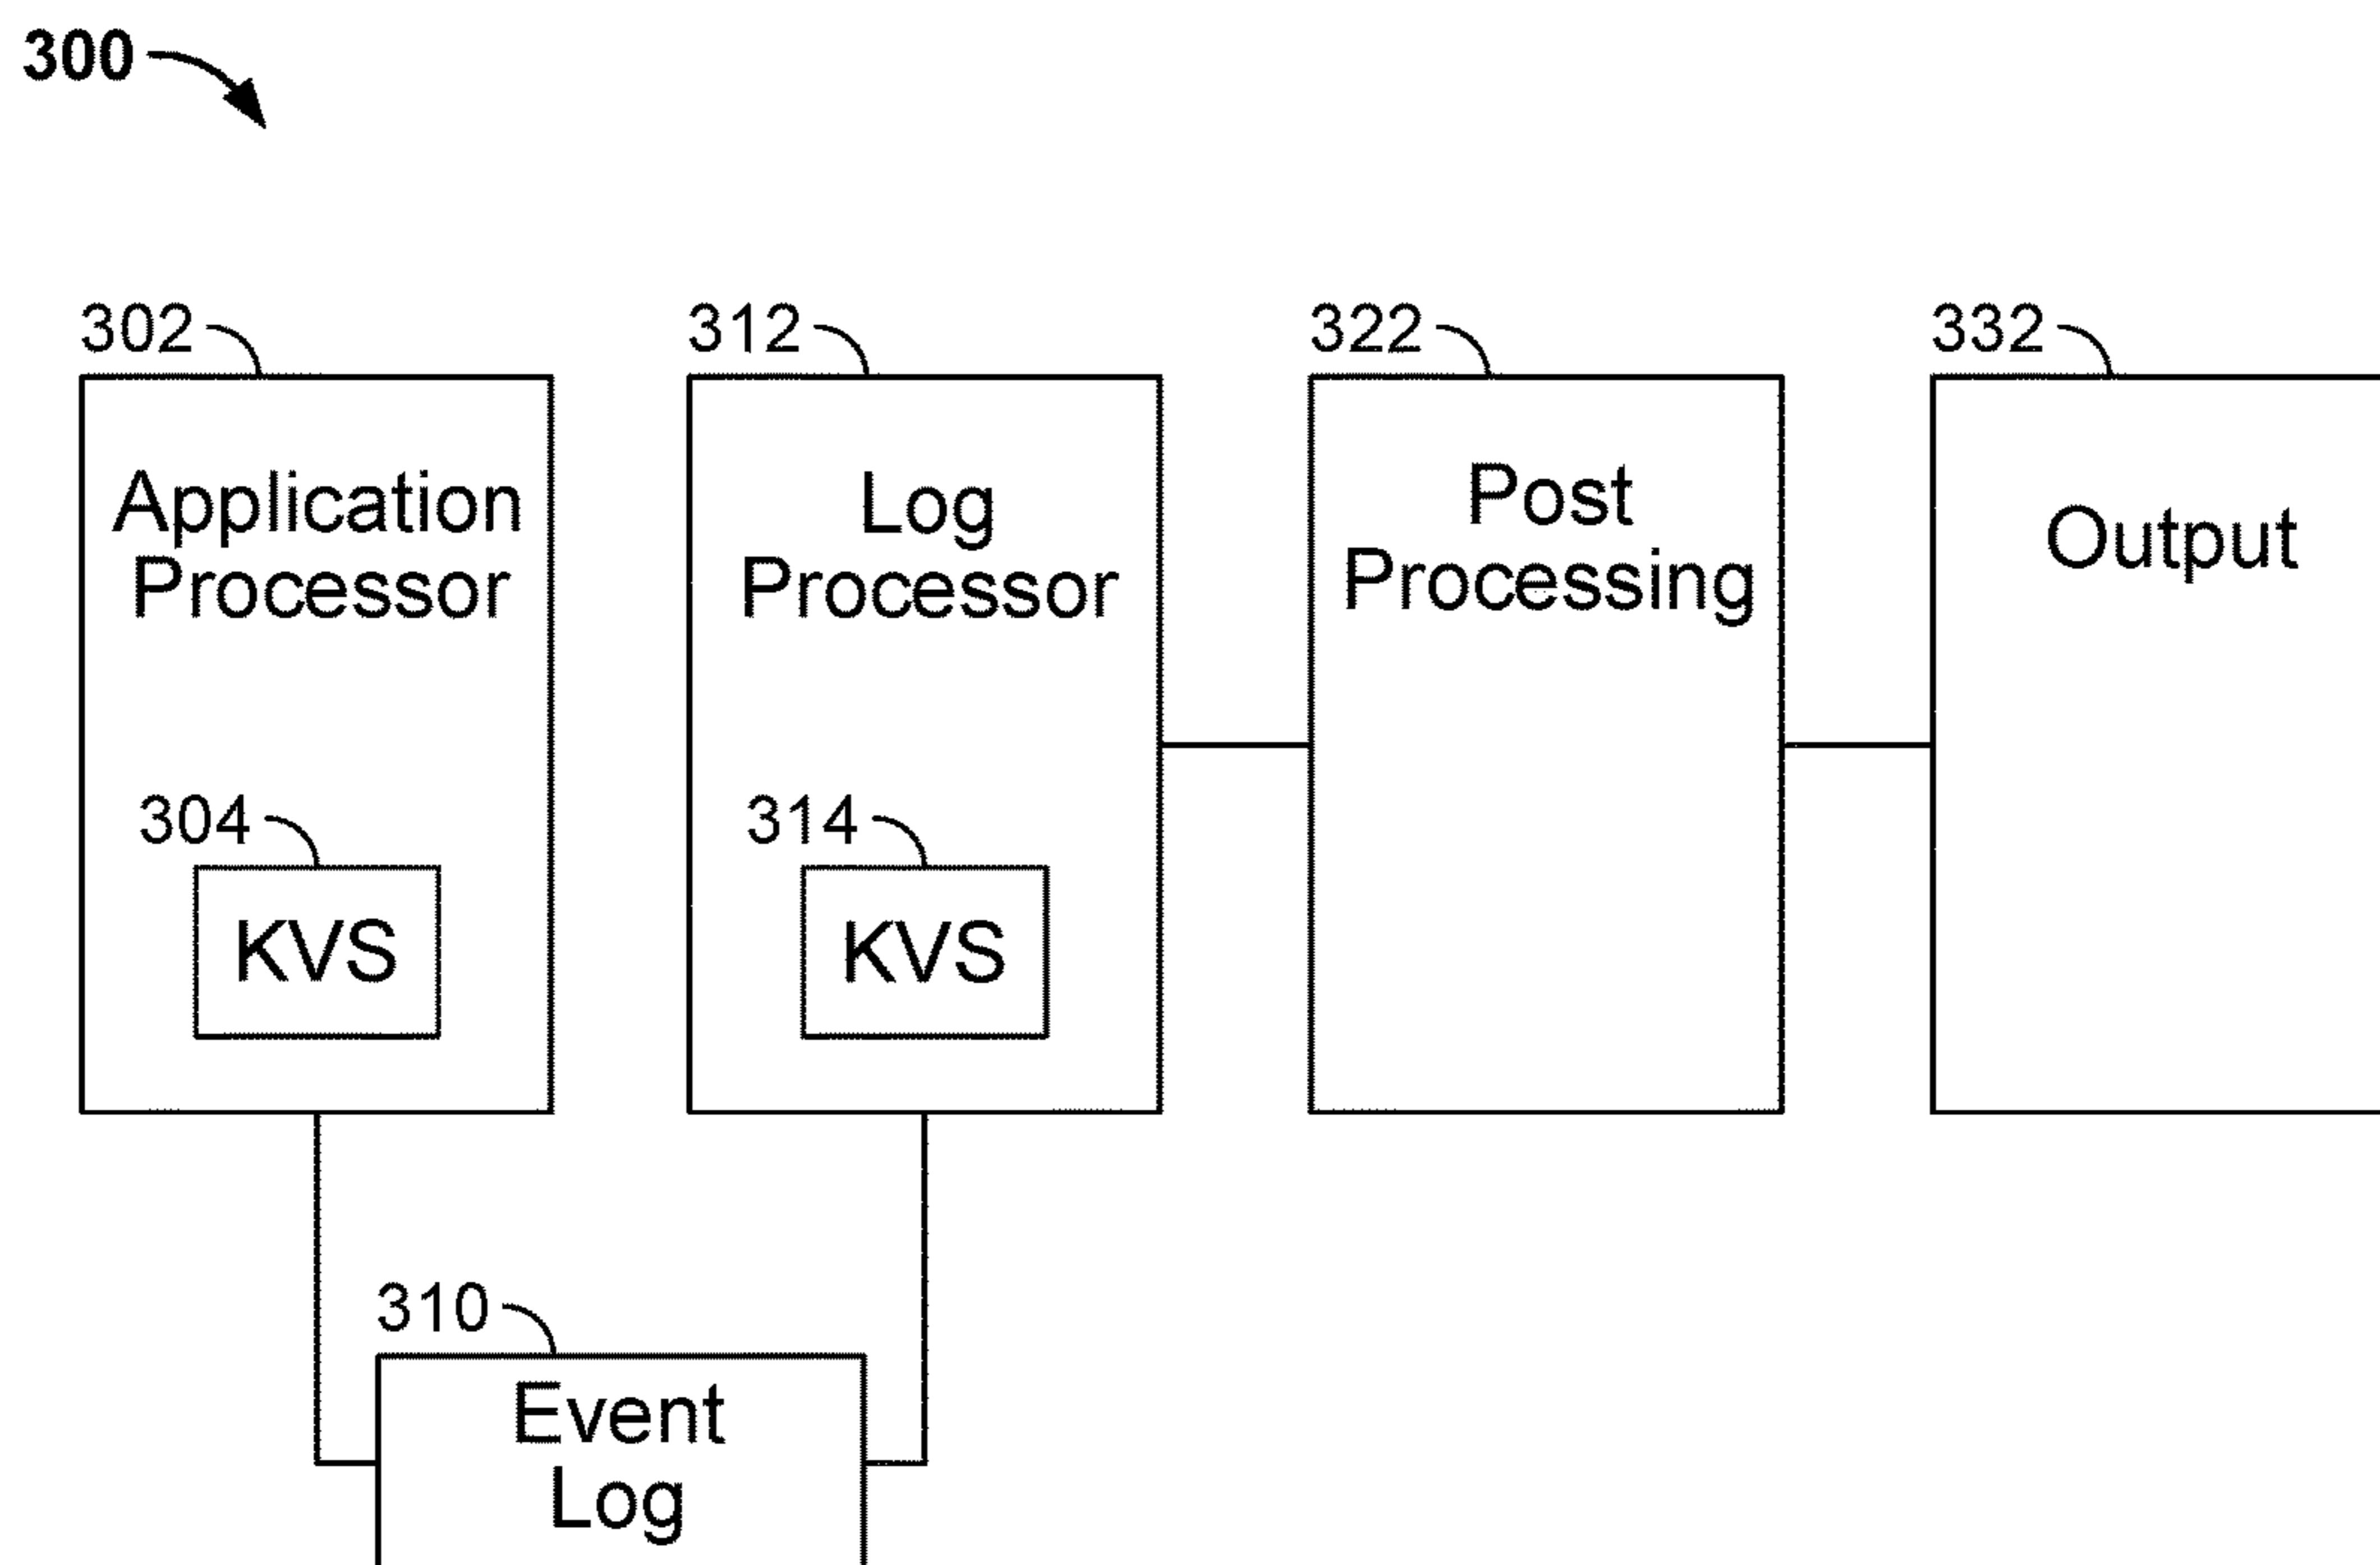 300
302
312
322
332
Application
Processor
Log
Processor
Post
Processing
Output
304
314
KVS
KVS
310
Event
Log